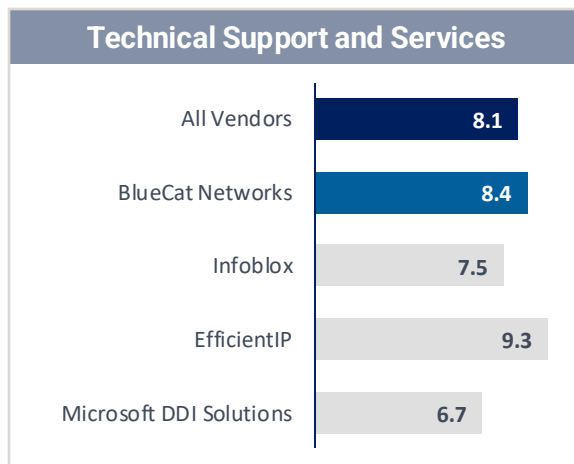 Technical Support and Services
All Vendors 8.1
BlueCat Networks 8.4
Infoblox 7.5
EfficientIP 9.3
Microsoft DDI Solutions 6.7